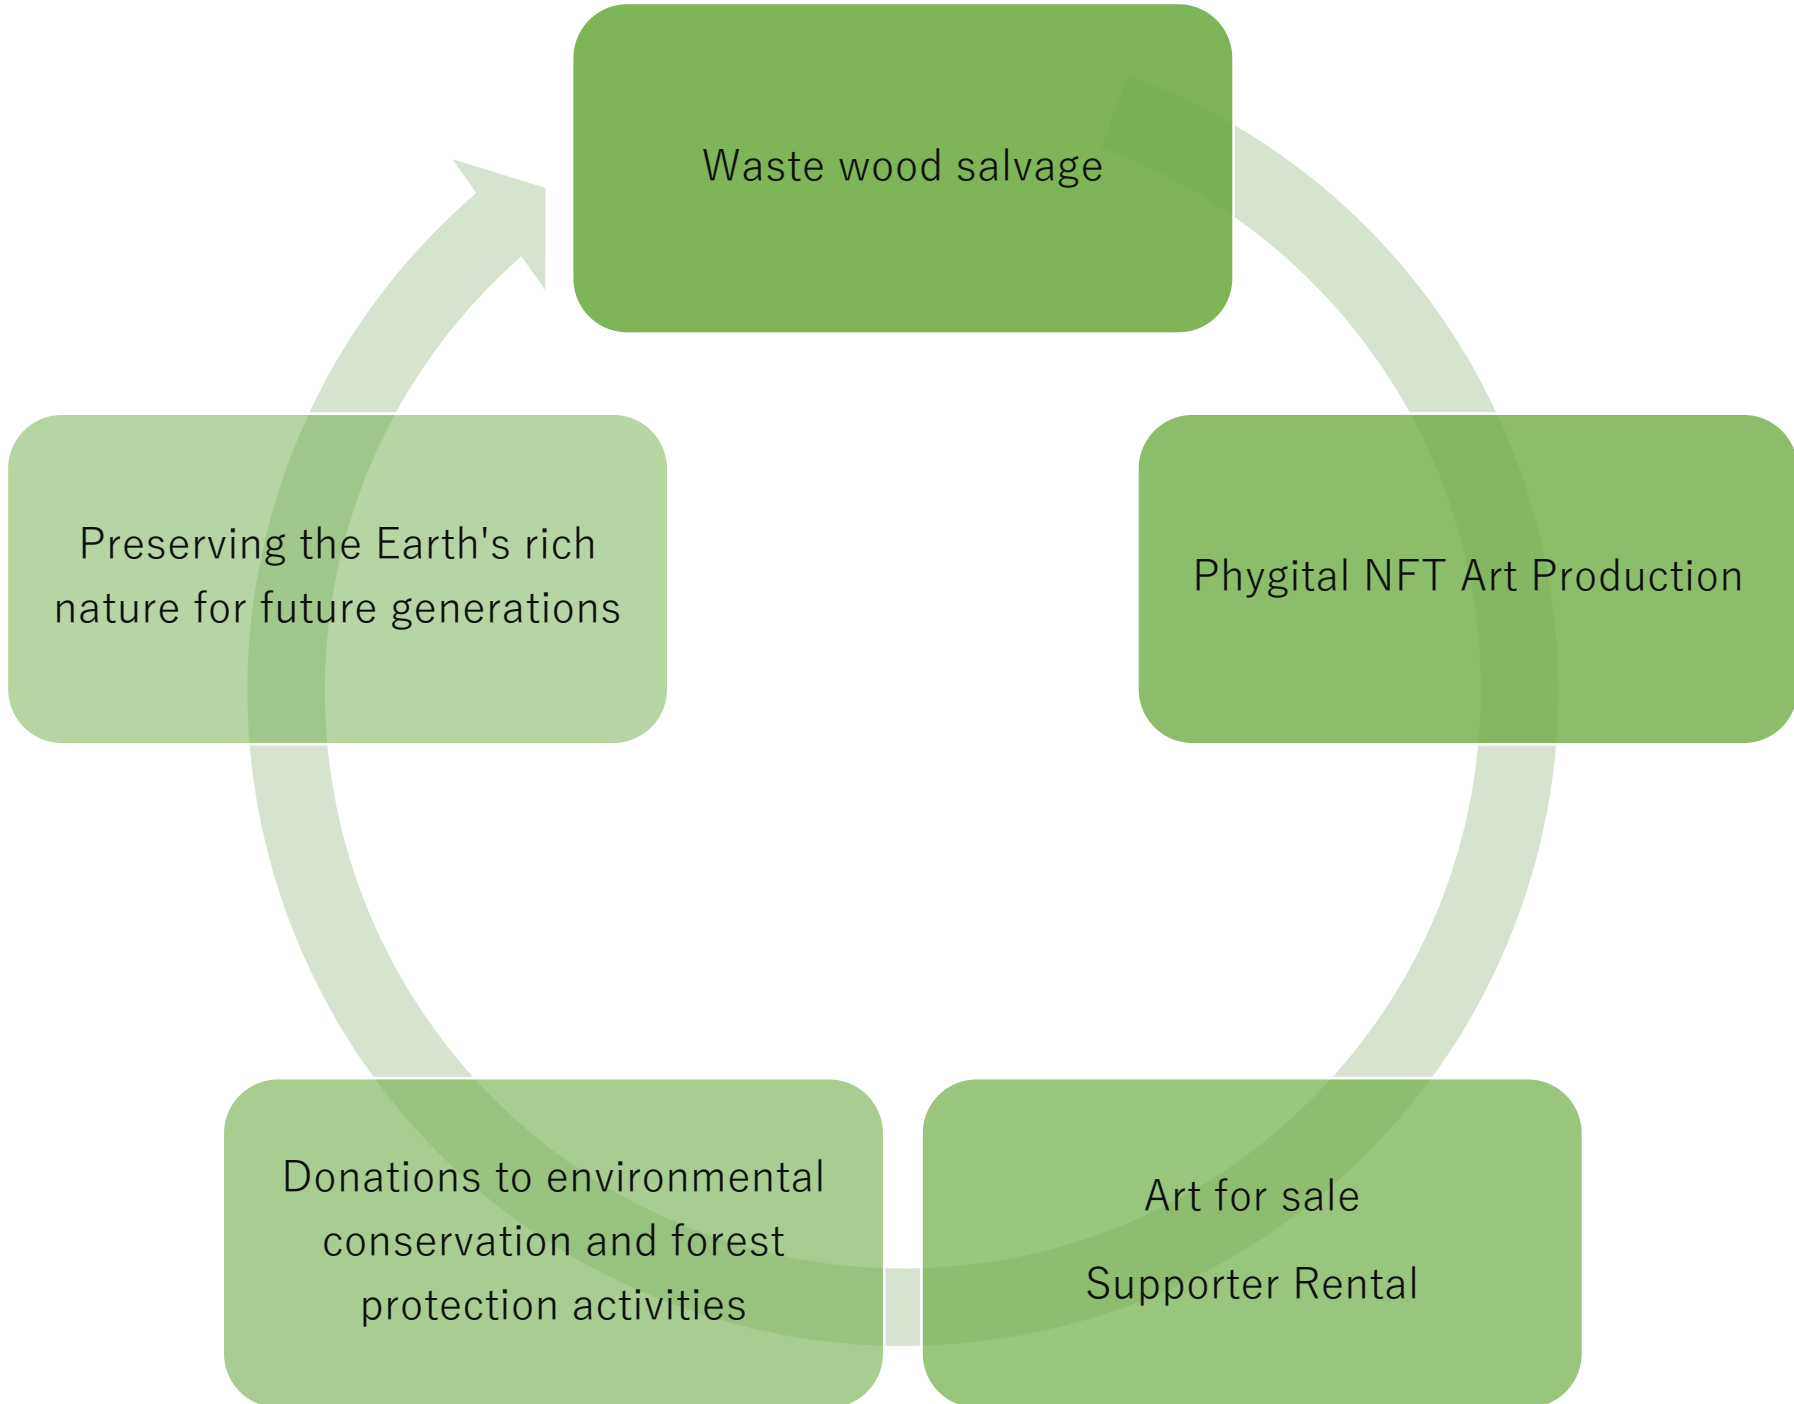 Waste wood salvage
Phygital NFT Art Production
Art for sale
Supporter Rental
Donations to environmental
conservation and forest
protection activities
Preserving the Earth's rich
nature for future generations